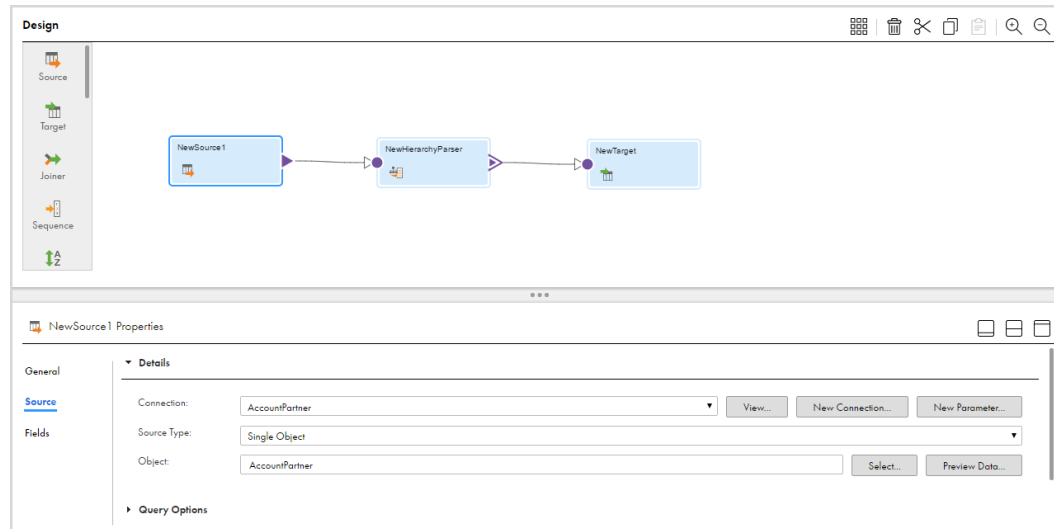 Design
Source
Target
Joiner
Sequence
A
Z
NewSource1
NewHierarchyParser
NewTarget
NewSource1 Properties
General
Source
Fields
Details
Connection:
AccountPartner
View...
New Connection...
New Parameter...
Source Type:
Single Object
Object:
AccountPartner
Select...
Preview Data...
Query Options